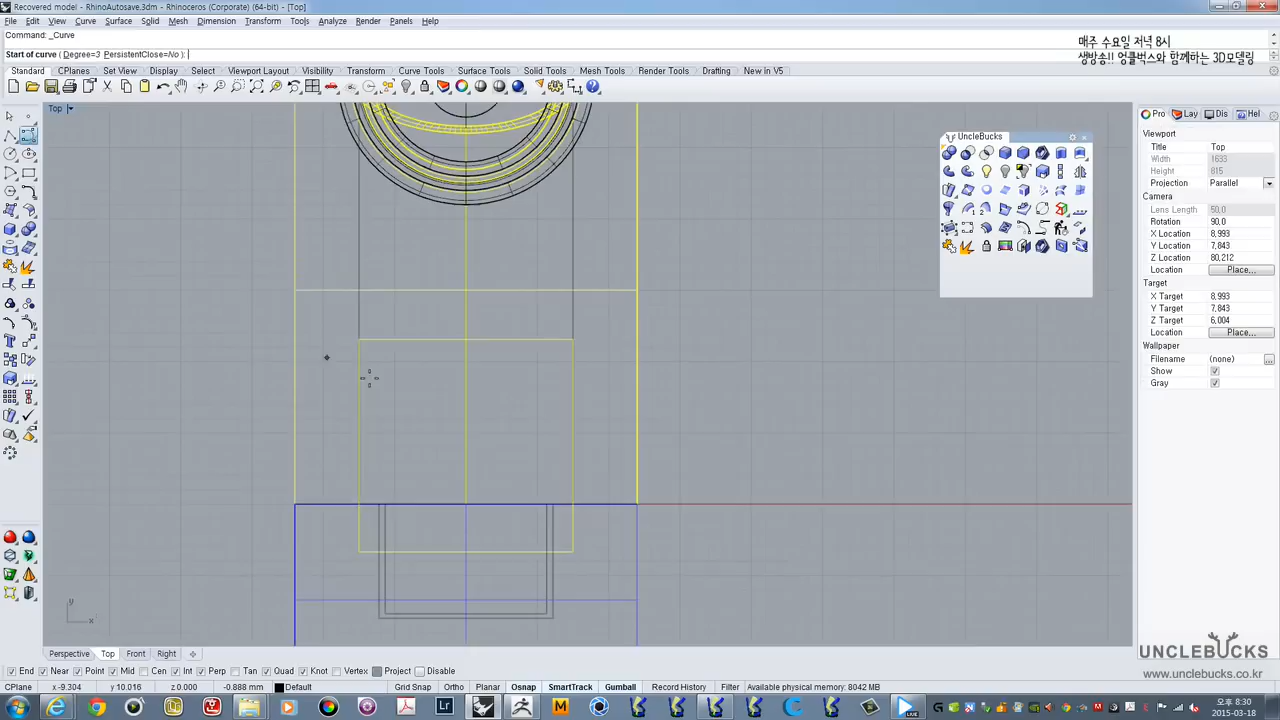 Recovered model - RhinoAutosave.3dm - Rhinoceros (Corporate) (64-bit) - [Top]
File Edit View Curve Surface Solid Mesh Dimension Transform Tools Analyze Render Panels Help
Command: _Curve
Start of curve ( Degree=3 PersistentClose=No ):
매주 수요일 저녁 8시
생방송!! 엉클벅스와 함께하는 3D모델링
Standard CPlanes Set View Display Select Viewport Layout Visibility Transform Curve Tools Surface Tools Solid Tools Mesh Tools Render Tools Drafting New In V5
Top
UncleBucks
Pro Lay Dis Hel
Viewport
Title Top
Width 1633
Height 815
Projection Parallel
Camera
Lens Length 50,0
Rotation 90,0
X Location 8,993
Y Location 7,843
Z Location 80,212
Location Place...
Target
X Target 8,993
Y Target 7,843
Z Target 6,004
Location Place...
Wallpaper
Filename (none)
Show
Gray
y
x
Perspective Top Front Right
End Near Point Mid Cen Int Perp Tan Quad Knot Vertex Project Disable
UNCLEBUCKS
www.unclebucks.co.kr
CPlane x -9.304 y 10.016 z 0.000 -0.888 mm Default Grid Snap Ortho Planar Osnap SmartTrack Gumball Record History Filter Available physical memory: 8042 MB
Lr
LIVE
오후 8:30
2015-03-18